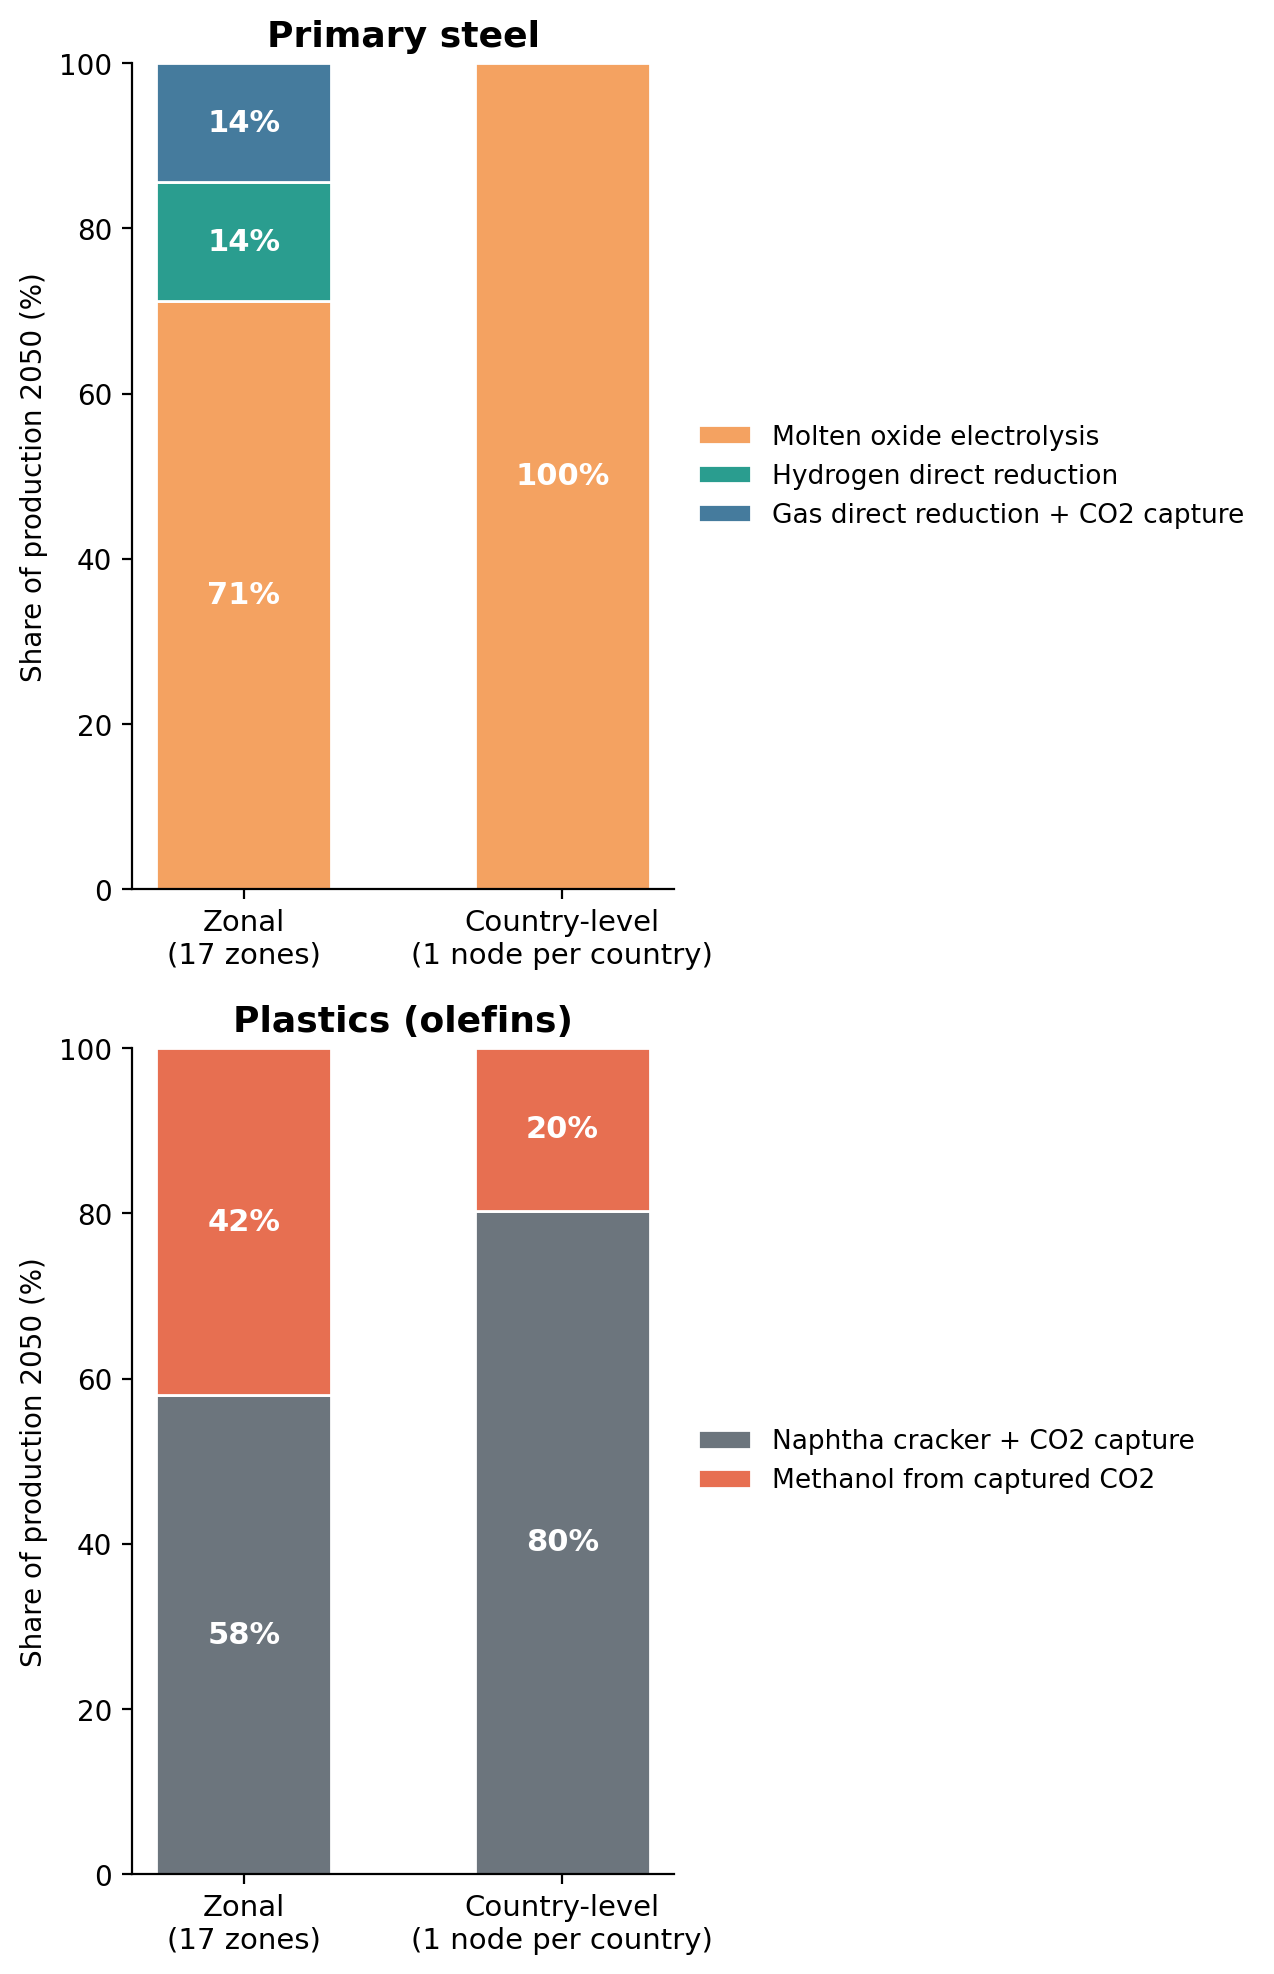 Primary steel
Share of production 2050 (%)
100
80
60
40
20
0
14%
14%
71%
100%
Zonal
(17 zones)
Country-level
(1 node per country)
Molten oxide electrolysis
Hydrogen direct reduction
Gas direct reduction + CO2 capture
Plastics (olefins)
Share of production 2050 (%)
100
80
60
40
20
0
42%
58%
20%
80%
Zonal
(17 zones)
Country-level
(1 node per country)
Naphtha cracker + CO2 capture
Methanol from captured CO2